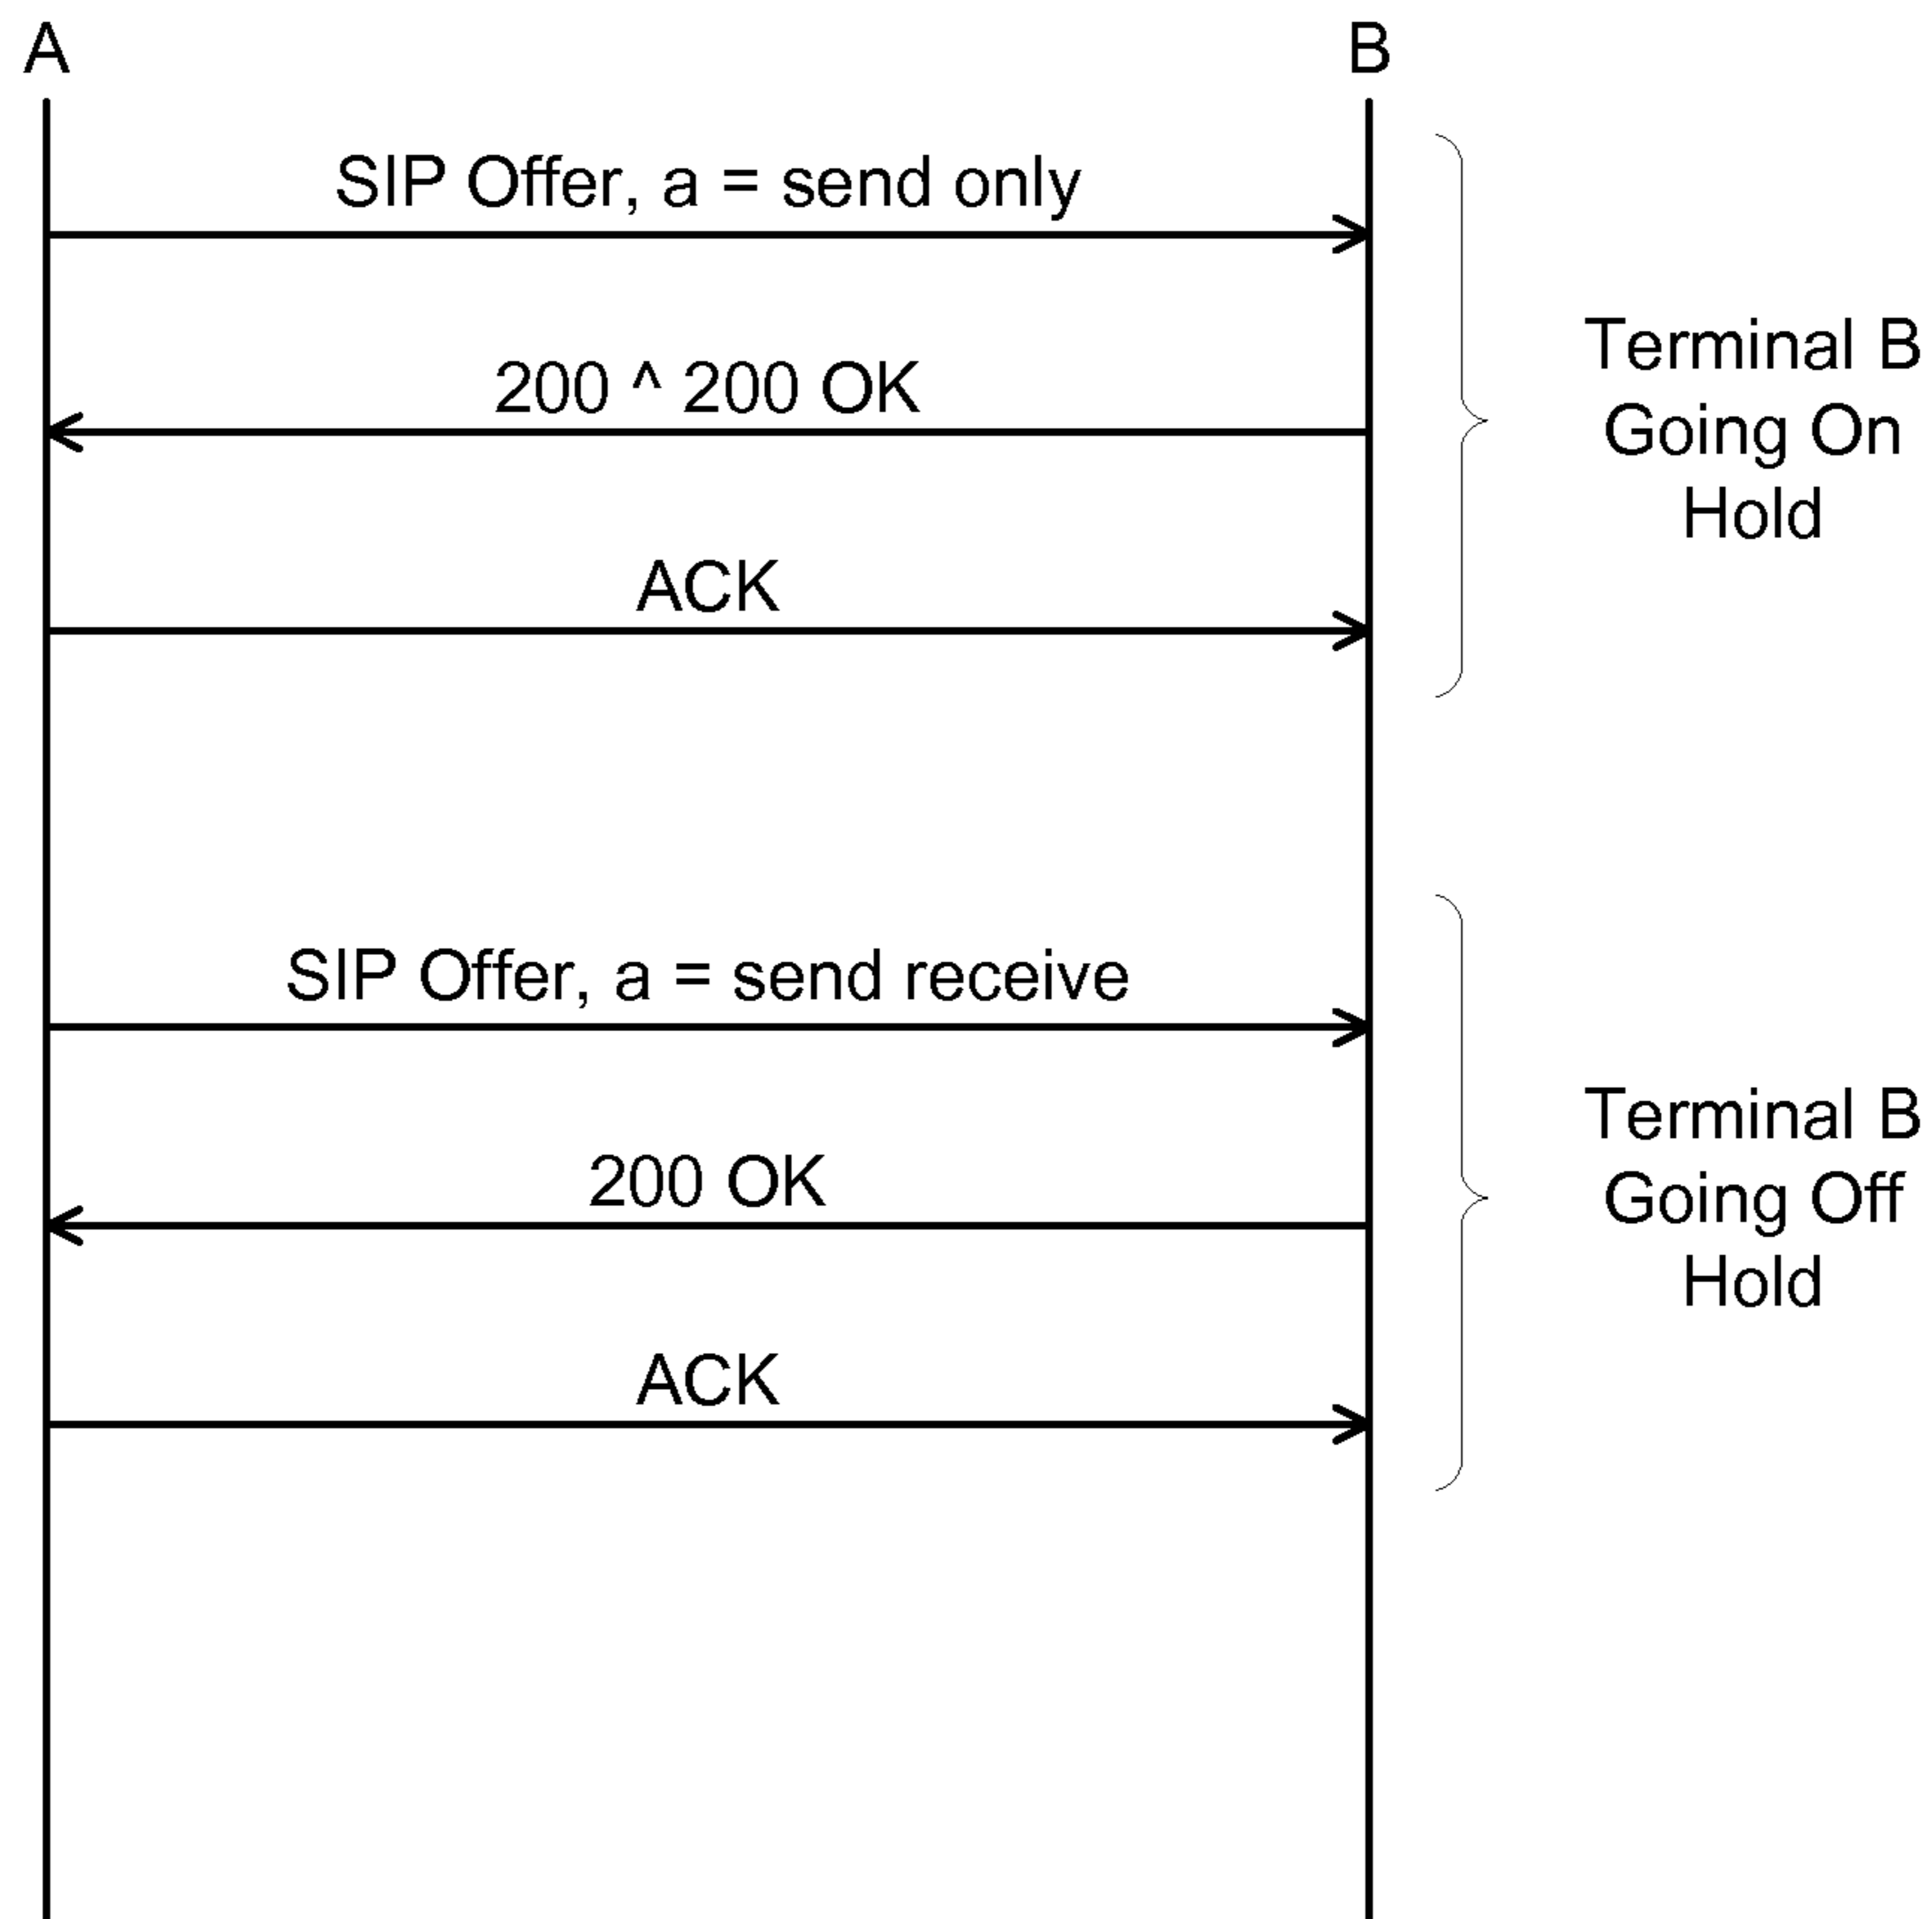 A
B
SIP Offer, a = send only
200 ^ 200 OK
ACK
Terminal B
Going On
Hold
SIP Offer, a = send receive
200 OK
ACK
Terminal B
Going Off
Hold